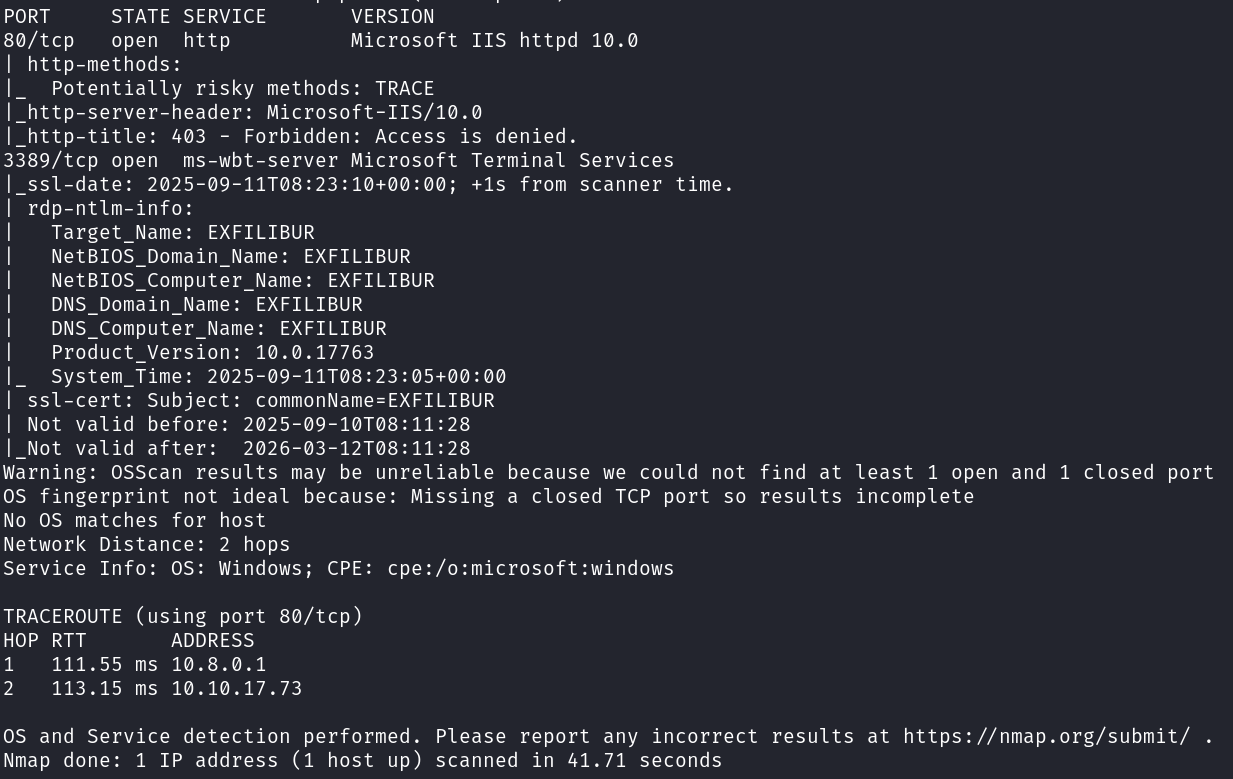 PORT     STATE SERVICE       VERSION
80/tcp   open  http          Microsoft IIS httpd 10.0
| http-methods:
|_  Potentially risky methods: TRACE
|_http-server-header: Microsoft-IIS/10.0
|_http-title: 403 - Forbidden: Access is denied.
3389/tcp open  ms-wbt-server Microsoft Terminal Services
|_ssl-date: 2025-09-11T08:23:10+00:00; +1s from scanner time.
| rdp-ntlm-info:
|   Target_Name: EXFILIBUR
|   NetBIOS_Domain_Name: EXFILIBUR
|   NetBIOS_Computer_Name: EXFILIBUR
|   DNS_Domain_Name: EXFILIBUR
|   DNS_Computer_Name: EXFILIBUR
|   Product_Version: 10.0.17763
|_  System_Time: 2025-09-11T08:23:05+00:00
| ssl-cert: Subject: commonName=EXFILIBUR
| Not valid before: 2025-09-10T08:11:28
|_Not valid after:  2026-03-12T08:11:28
Warning: OSScan results may be unreliable because we could not find at least 1 open and 1 closed port
OS fingerprint not ideal because: Missing a closed TCP port so results incomplete
No OS matches for host
Network Distance: 2 hops
Service Info: OS: Windows; CPE: cpe:/o:microsoft:windows

TRACEROUTE (using port 80/tcp)
HOP RTT       ADDRESS
1   111.55 ms 10.8.0.1
2   113.15 ms 10.10.17.73

OS and Service detection performed. Please report any incorrect results at https://nmap.org/submit/ .
Nmap done: 1 IP address (1 host up) scanned in 41.71 seconds